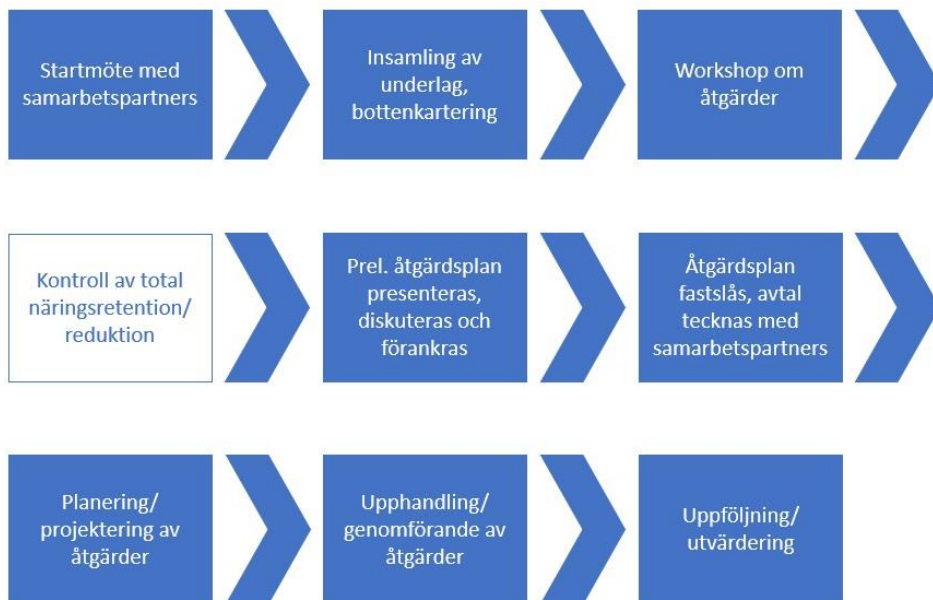 Startmöte med
samarbetspartners
Insamling av
underlag,
bottenkartering
Workshop om
åtgärder
Kontroll av total
näringsretention/
reduktion
Prel. åtgärdsplan
presenteras,
diskuteras och
förankras
Åtgärdsplan
fastslås, avtal
tecknas med
samarbetspartners
Planering/
projektering av
åtgärder
Upphandling/
genomförande av
åtgärder
Uppföljning/
utvärdering